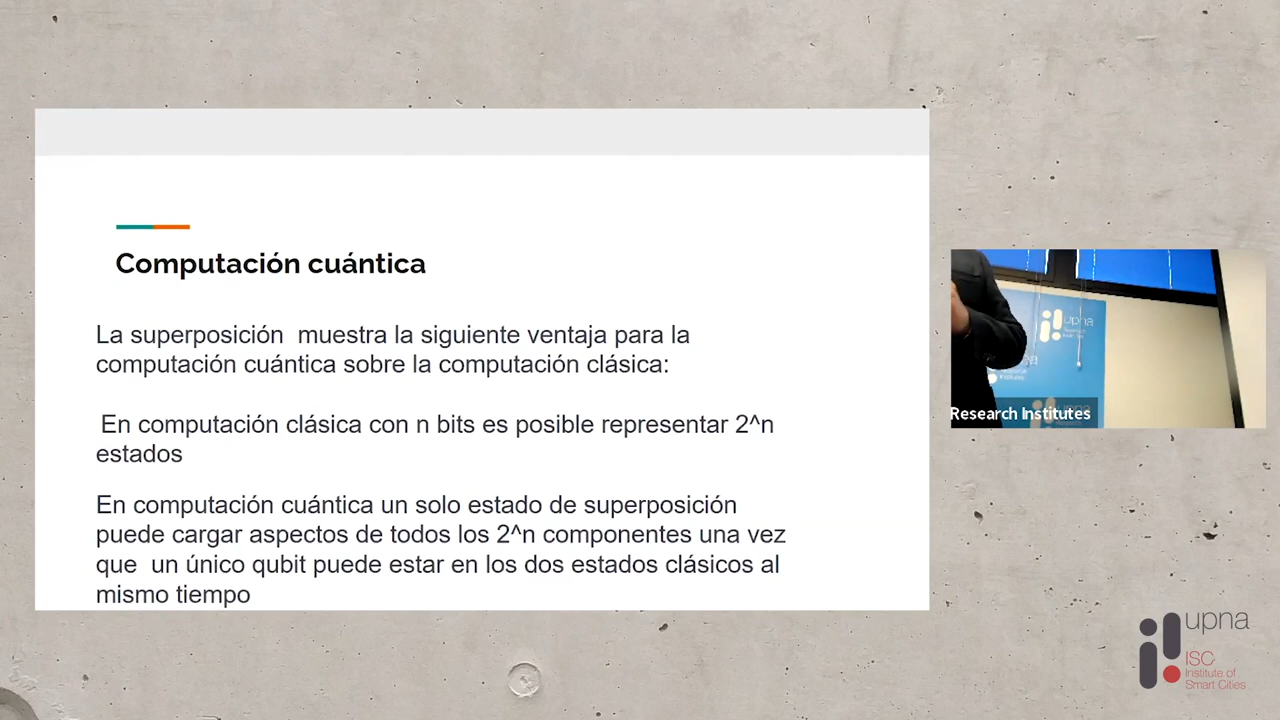 Computación cuántica
La superposición muestra la siguiente ventaja para la
computación cuántica sobre la computación clásica:
En computación clásica con n bits es posible representar 2^n
estados
En computación cuántica un solo estado de superposición
puede cargar aspectos de todos los 2^n componentes una vez
que un único qubit puede estar en los dos estados clásicos al
mismo tiempo
upna
Research Institutes
upna
ISC
Institute of
Smart Cities